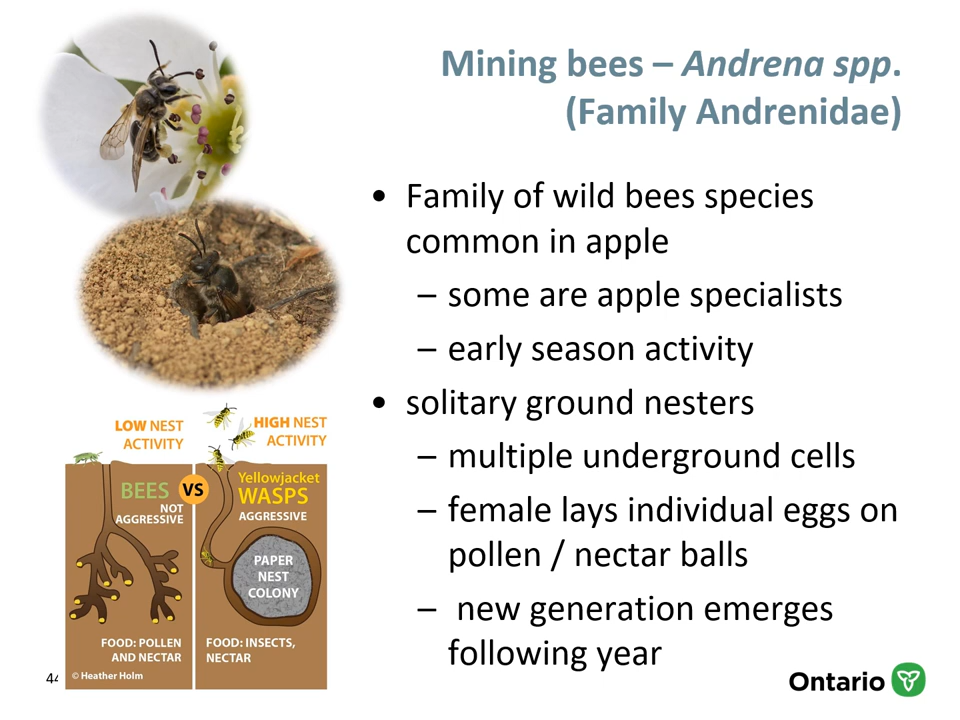 Mining bees – Andrena spp.
(Family Andrenidae)
• Family of wild bees species
common in apple
– some are apple specialists
– early season activity
• solitary ground nesters
– multiple underground cells
– female lays individual eggs on
pollen / nectar balls
– new generation emerges
following year
LOW NEST
ACTIVITY
HIGH NEST
ACTIVITY
BEES
NOT
AGGRESSIVE
VS
Yellowjacket
WASPS
AGGRESSIVE
PAPER
NEST
COLONY
FOOD: POLLEN
AND NECTAR
FOOD: INSECTS,
NECTAR
© Heather Holm
44
Ontario